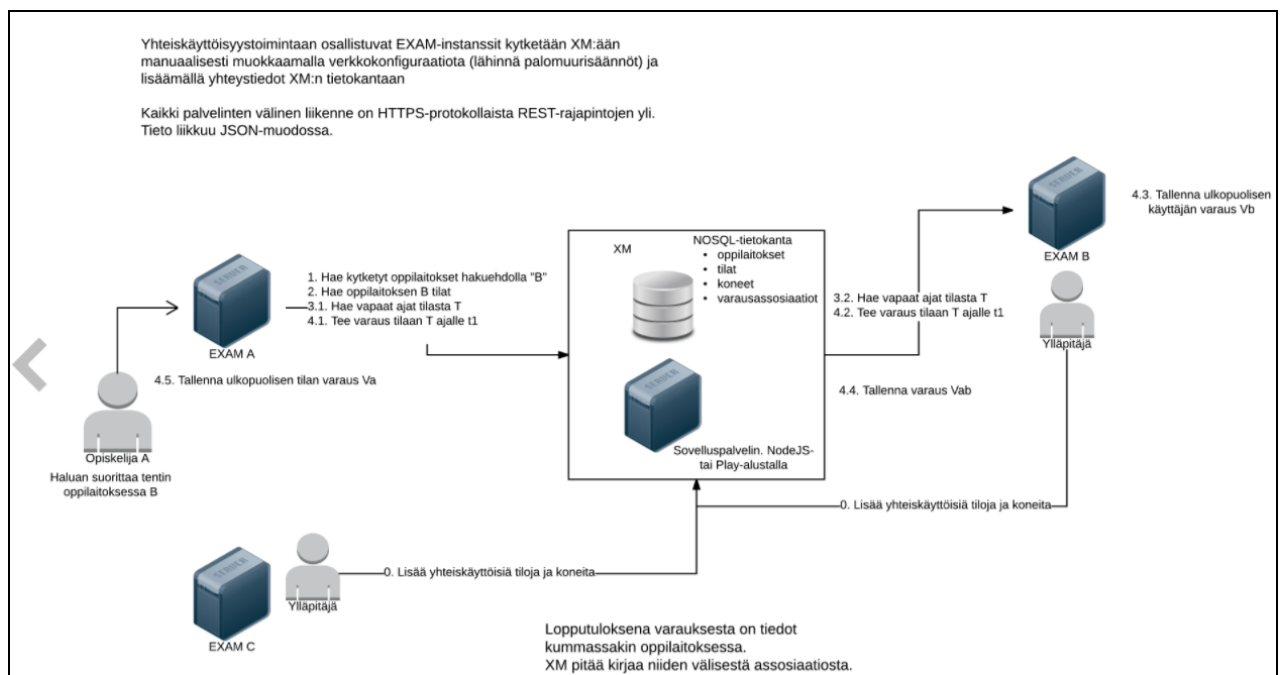 Yhteiskäyttöisyystoimintaan osallistuvat EXAM-instanssit kytketään XM:ään
manuaalisesti muokkaamalla verkkokonfiguraatiota (lähinnä palomuurisäännöt) ja
lisäämällä yhteystiedot XM:n tietokantaan
Kaikki palvelinten välinen liikenne on HTTPS-protokollaista REST-rajapintojen yli.
Tieto liikkuu JSON-muodossa.
SERVER
EXAM A
1. Hae kytketyt oppilaitokset hakuehdolla "B"
2. Hae oppilaitoksen B tilat
3.1. Hae vapaat ajat tilasta T
4.1. Tee varaus tilaan T ajalle t1
4.5. Tallenna ulkopuolisen tilan varaus Va
Opiskelija A
Haluan suorittaa tentin
oppilaitoksessa B
XM
NOSQL-tietokanta
• oppilaitokset
• tilat
• koneet
• varausassosiaatiot
SERVER
Sovelluspalvelin. NodeJS-
tai Play-alustalla
3.2. Hae vapaat ajat tilasta T
4.2. Tee varaus tilaan T ajalle t1
4.4. Tallenna varaus Vab
SERVER
EXAM B
4.3. Tallenna ulkopuolisen
käyttäjän varaus Vb
Ylläpitäjä
0. Lisää yhteiskäyttöisiä tiloja ja koneita
SERVER
EXAM C
Ylläpitäjä
0. Lisää yhteiskäyttöisiä tiloja ja koneita
Lopputuloksena varauksesta on tiedot
kummassakin oppilaitoksessa.
XM pitää kirjaa niiden välisestä assosiaatiosta.